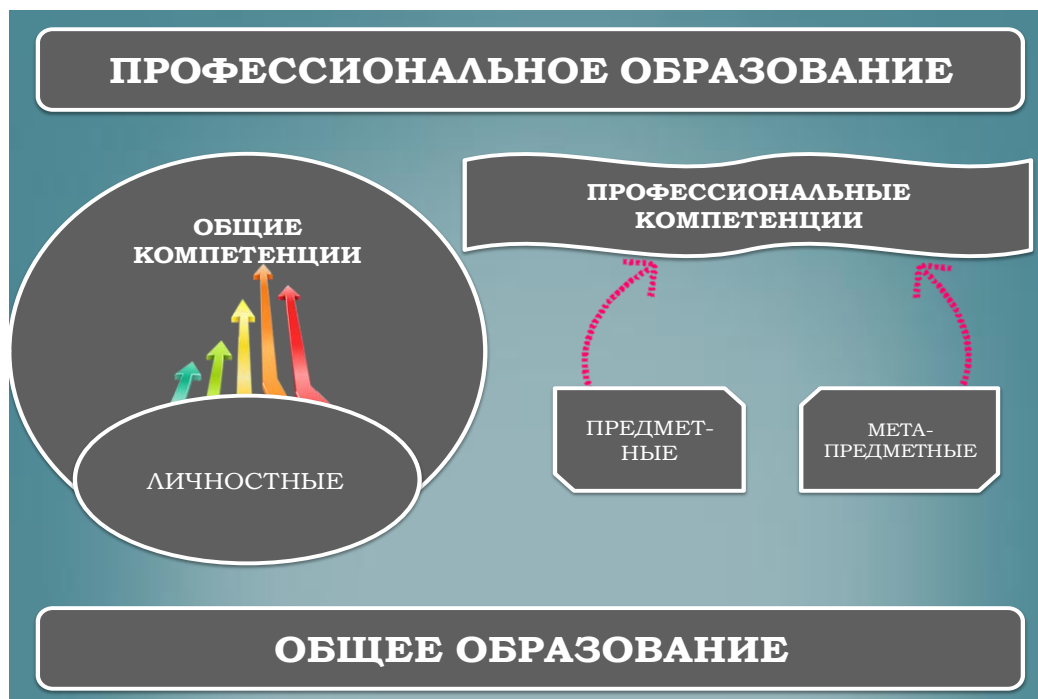 ПРОФЕССИОНАЛЬНОЕ ОБРАЗОВАНИЕ
ОБЩИЕ
КОМПЕТЕНЦИИ
ПРОФЕССИОНАЛЬНЫЕ
КОМПЕТЕНЦИИ
ЛИЧНОСТНЫЕ
ПРЕДМЕТ-
НЫЕ
МЕТА-
ПРЕДМЕТНЫЕ
ОБЩЕЕ ОБРАЗОВАНИЕ